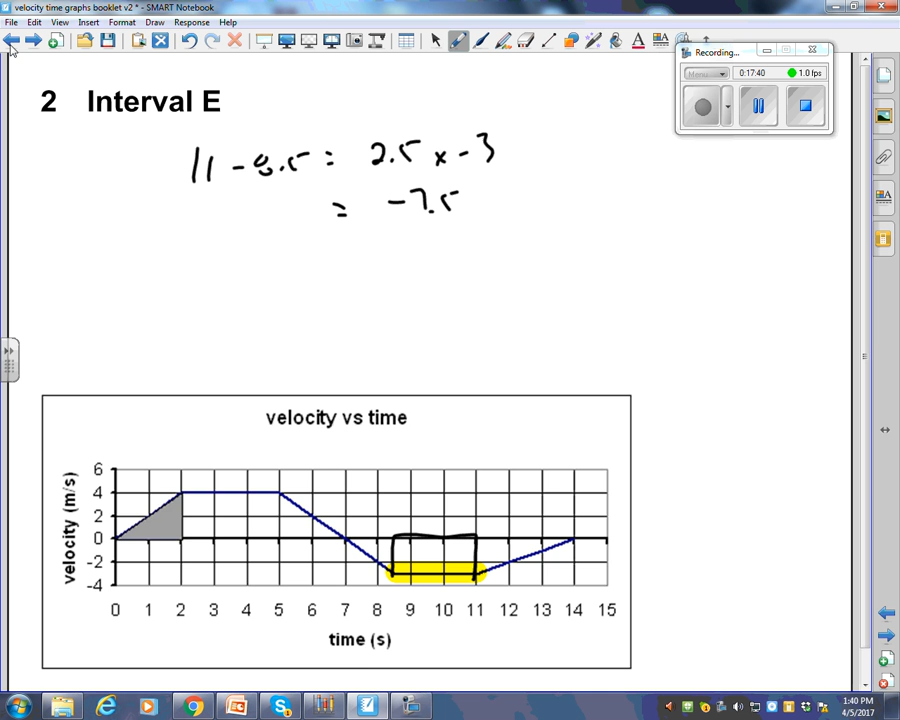 velocity time graphs booklet v2 * - SMART Notebook
File Edit View Insert Format Draw Response Help
Recording...
Menu
0:17:40
1.0 fps
2 Interval E
11 - 8.5 = 2.5 x -3
= -7.5
velocity vs time
velocity (m/s)
6
4
2
0
-2
-4
0 1 2 3 4 5 6 7 8 9 10 11 12 13 14 15
time (s)
1:40 PM
4/5/2017